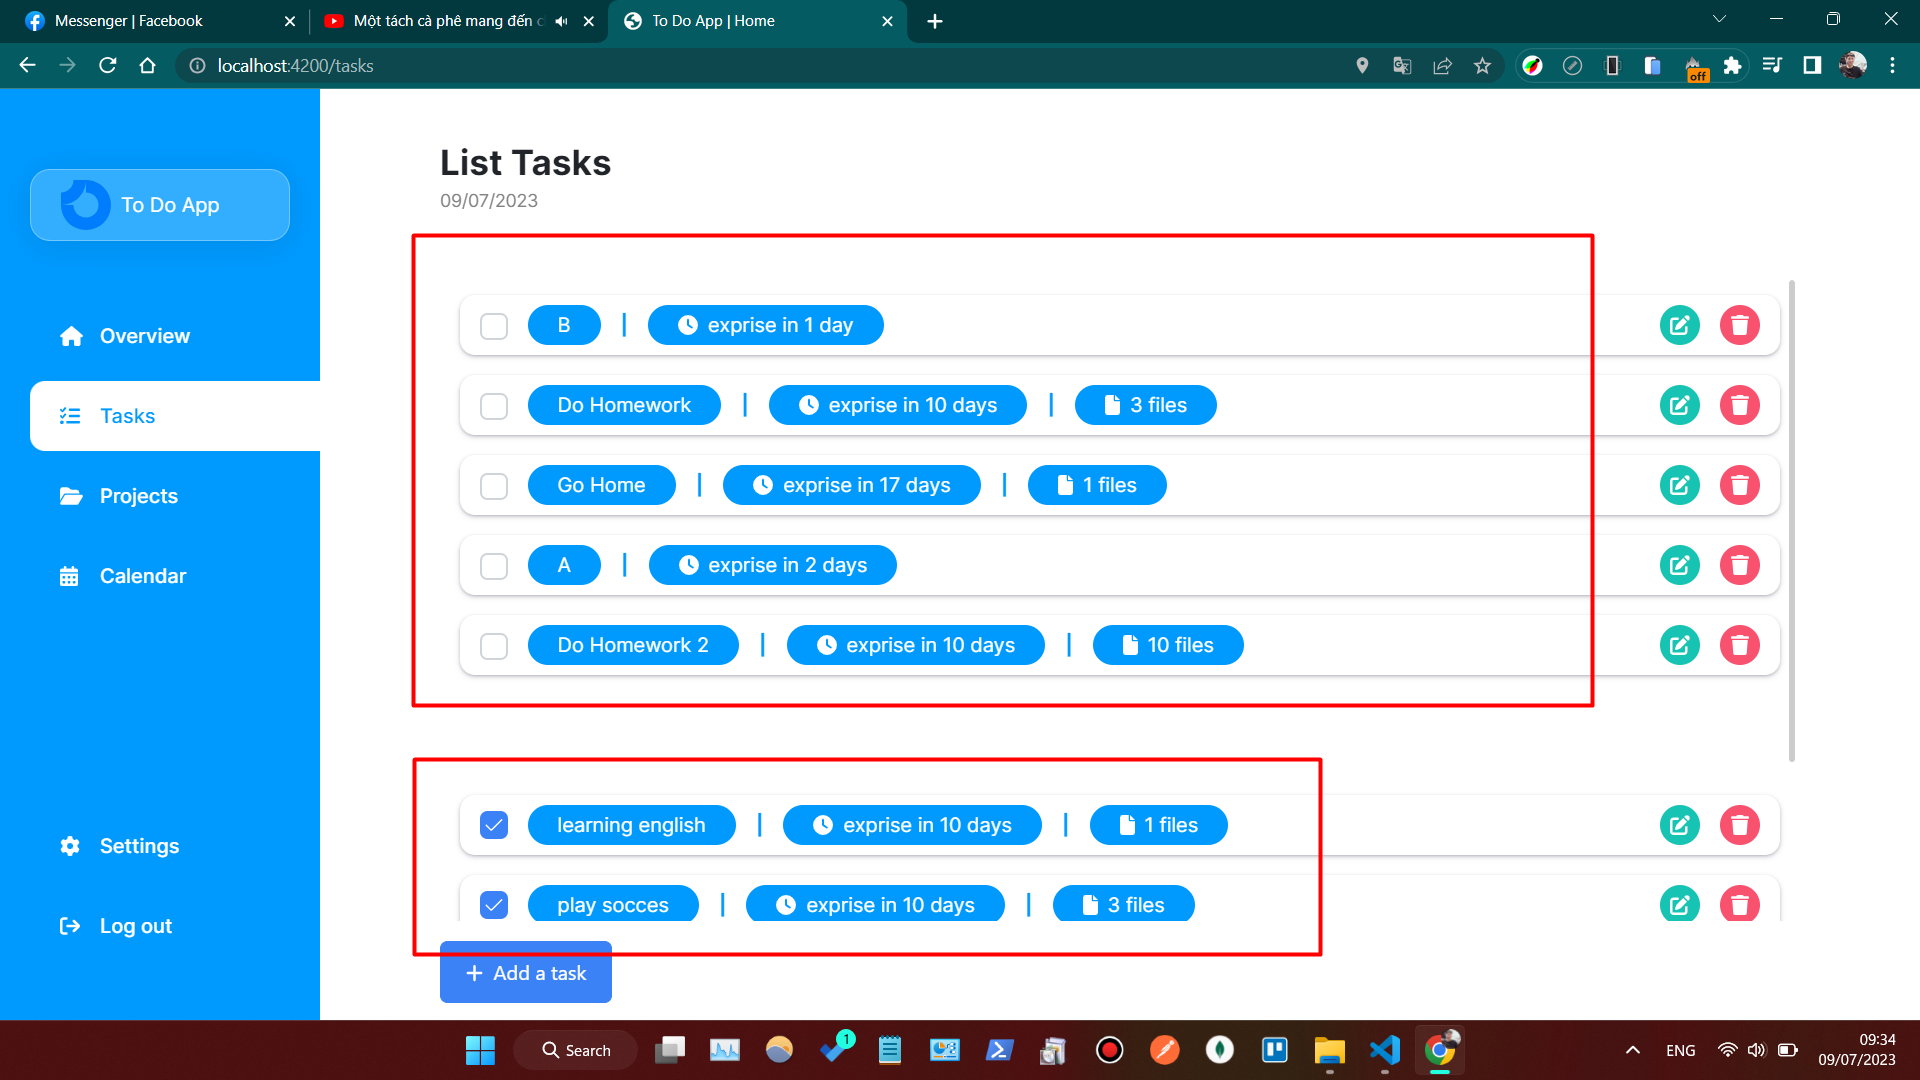 Messenger | Facebook
Một tách cà phê mang đến c
To Do App | Home
localhost:4200/tasks
off
To Do App
Overview
Tasks
Projects
Calendar
Settings
Log out
List Tasks
09/07/2023
B | exprise in 1 day
Do Homework | exprise in 10 days | 3 files
Go Home | exprise in 17 days | 1 files
A | exprise in 2 days
Do Homework 2 | exprise in 10 days | 10 files
learning english | exprise in 10 days | 1 files
play socces | exprise in 10 days | 3 files
+ Add a task
Search
1
ENG
09:34
09/07/2023